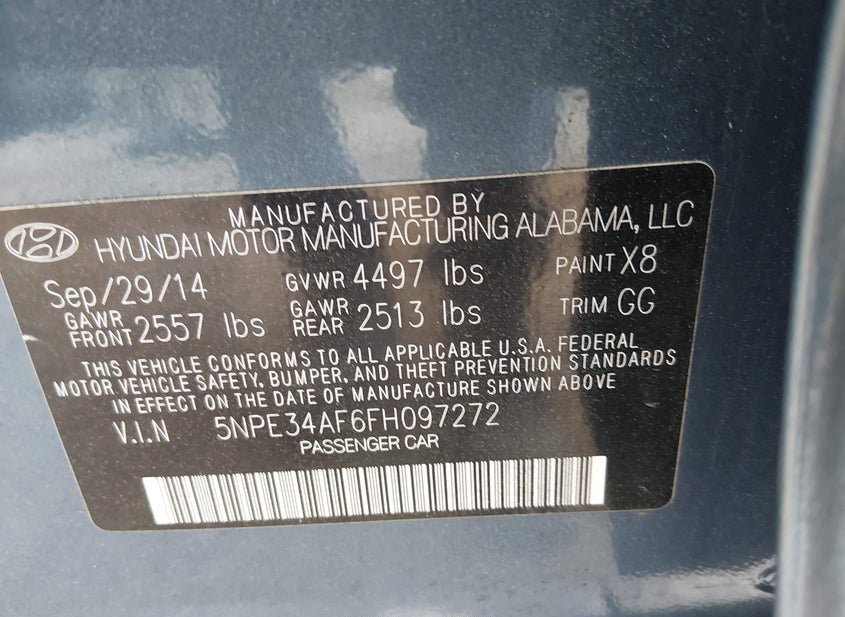 MANUFACTURED BY
HYUNDAI MOTOR MANUFACTURING ALABAMA, LLC
Sep/29/14 GVWR 4497 lbs PAINT X8
GAWR FRONT 2557 lbs GAWR REAR 2513 lbs TRIM GG
THIS VEHICLE CONFORMS TO ALL APPLICABLE U.S.A. FEDERAL
MOTOR VEHICLE SAFETY, BUMPER, AND THEFT PREVENTION STANDARDS
IN EFFECT ON THE DATE OF MANUFACTURE SHOWN ABOVE
V.I.N 5NPE34AF6FH097272
PASSENGER CAR